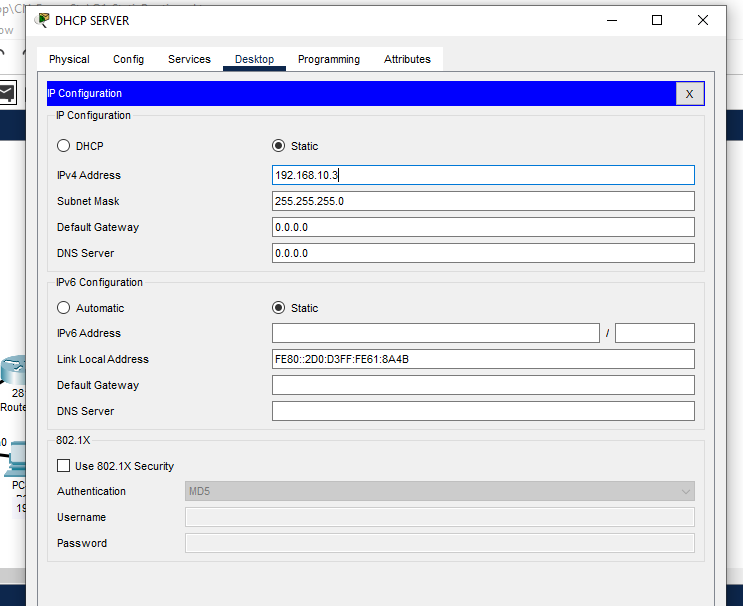 DHCP SERVER
Physical Config Services Desktop Programming Attributes
IP Configuration X
IP Configuration
DHCP Static
IPv4 Address 192.168.10.3
Subnet Mask 255.255.255.0
Default Gateway 0.0.0.0
DNS Server 0.0.0.0
IPv6 Configuration
Automatic Static
IPv6 Address /
Link Local Address FE80::2D0:D3FF:FE61:8A4B
Default Gateway
DNS Server
802.1X
Use 802.1X Security
Authentication MD5
Username
Password
28
Route
PC
19